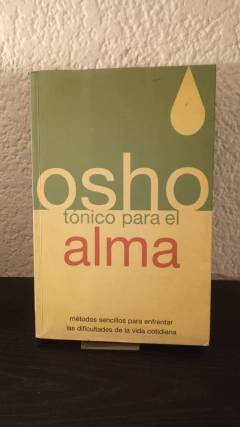 osho
tónico para el
alma
métodos sencillos para enfrentar
las dificultades de la vida cotidiana